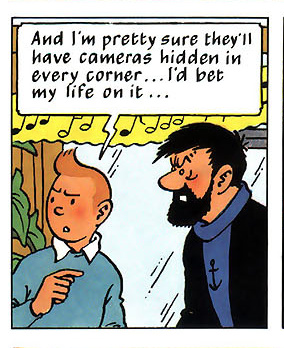 And I'm pretty sure they'll
have cameras hidden in
every corner... I'd bet
my life on it...